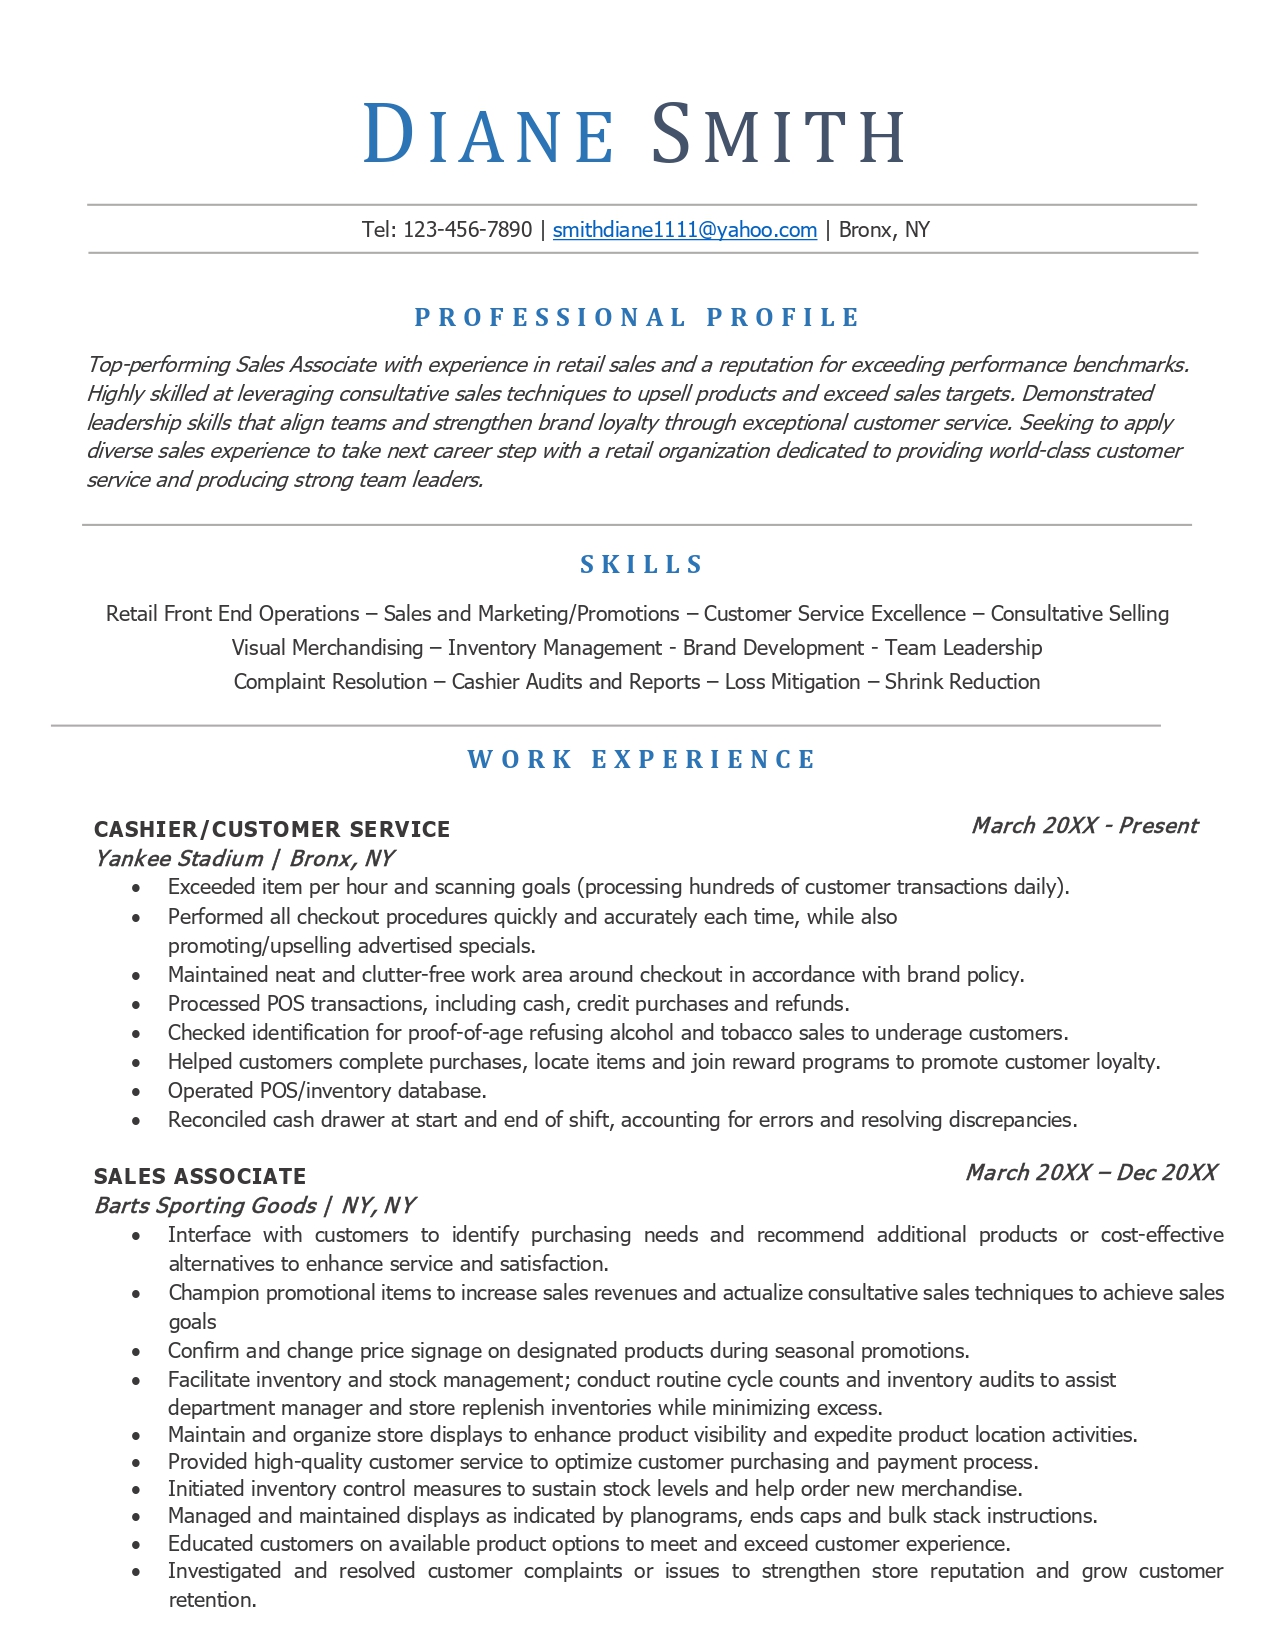 DIANE SMITH
Tel: 123-456-7890 | smithdiane1111@yahoo.com | Bronx, NY
PROFESSIONAL PROFILE
Top-performing Sales Associate with experience in retail sales and a reputation for exceeding performance benchmarks.
Highly skilled at leveraging consultative sales techniques to upsell products and exceed sales targets. Demonstrated
leadership skills that align teams and strengthen brand loyalty through exceptional customer service. Seeking to apply
diverse sales experience to take next career step with a retail organization dedicated to providing world-class customer
service and producing strong team leaders.
SKILLS
Retail Front End Operations – Sales and Marketing/Promotions – Customer Service Excellence – Consultative Selling
Visual Merchandising – Inventory Management - Brand Development - Team Leadership
Complaint Resolution – Cashier Audits and Reports – Loss Mitigation – Shrink Reduction
WORK EXPERIENCE
CASHIER/CUSTOMER SERVICE March 20XX - Present
Yankee Stadium | Bronx, NY
• Exceeded item per hour and scanning goals (processing hundreds of customer transactions daily).
• Performed all checkout procedures quickly and accurately each time, while also
promoting/upselling advertised specials.
• Maintained neat and clutter-free work area around checkout in accordance with brand policy.
• Processed POS transactions, including cash, credit purchases and refunds.
• Checked identification for proof-of-age refusing alcohol and tobacco sales to underage customers.
• Helped customers complete purchases, locate items and join reward programs to promote customer loyalty.
• Operated POS/inventory database.
• Reconciled cash drawer at start and end of shift, accounting for errors and resolving discrepancies.
SALES ASSOCIATE March 20XX – Dec 20XX
Barts Sporting Goods | NY, NY
• Interface with customers to identify purchasing needs and recommend additional products or cost-effective
alternatives to enhance service and satisfaction.
• Champion promotional items to increase sales revenues and actualize consultative sales techniques to achieve sales
goals
• Confirm and change price signage on designated products during seasonal promotions.
• Facilitate inventory and stock management; conduct routine cycle counts and inventory audits to assist
department manager and store replenish inventories while minimizing excess.
• Maintain and organize store displays to enhance product visibility and expedite product location activities.
• Provided high-quality customer service to optimize customer purchasing and payment process.
• Initiated inventory control measures to sustain stock levels and help order new merchandise.
• Managed and maintained displays as indicated by planograms, ends caps and bulk stack instructions.
• Educated customers on available product options to meet and exceed customer experience.
• Investigated and resolved customer complaints or issues to strengthen store reputation and grow customer
retention.